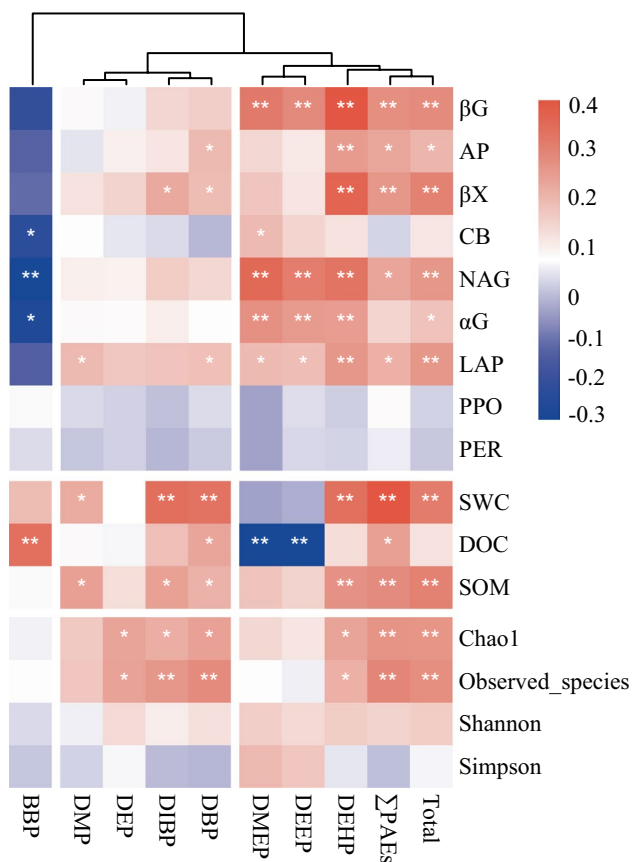 ** ** ** ** ** βG
* ** * * AP
* * ** ** ** βX
* * CB
** ** ** ** * ** NAG
* ** ** ** * αG
* * * * ** * ** LAP
PPO
PER
* ** ** ** ** ** SWC
** * ** ** * DOC
* * * ** ** ** SOM
* * * * ** ** Chao1
* ** ** * ** ** Observed_species
Shannon
Simpson
0.4
0.3
0.2
0.1
0
-0.1
-0.2
-0.3
BBP
DMP
DEP
DIBP
DBP
DMEP
DEEP
DEHP
∑PAEs
Total